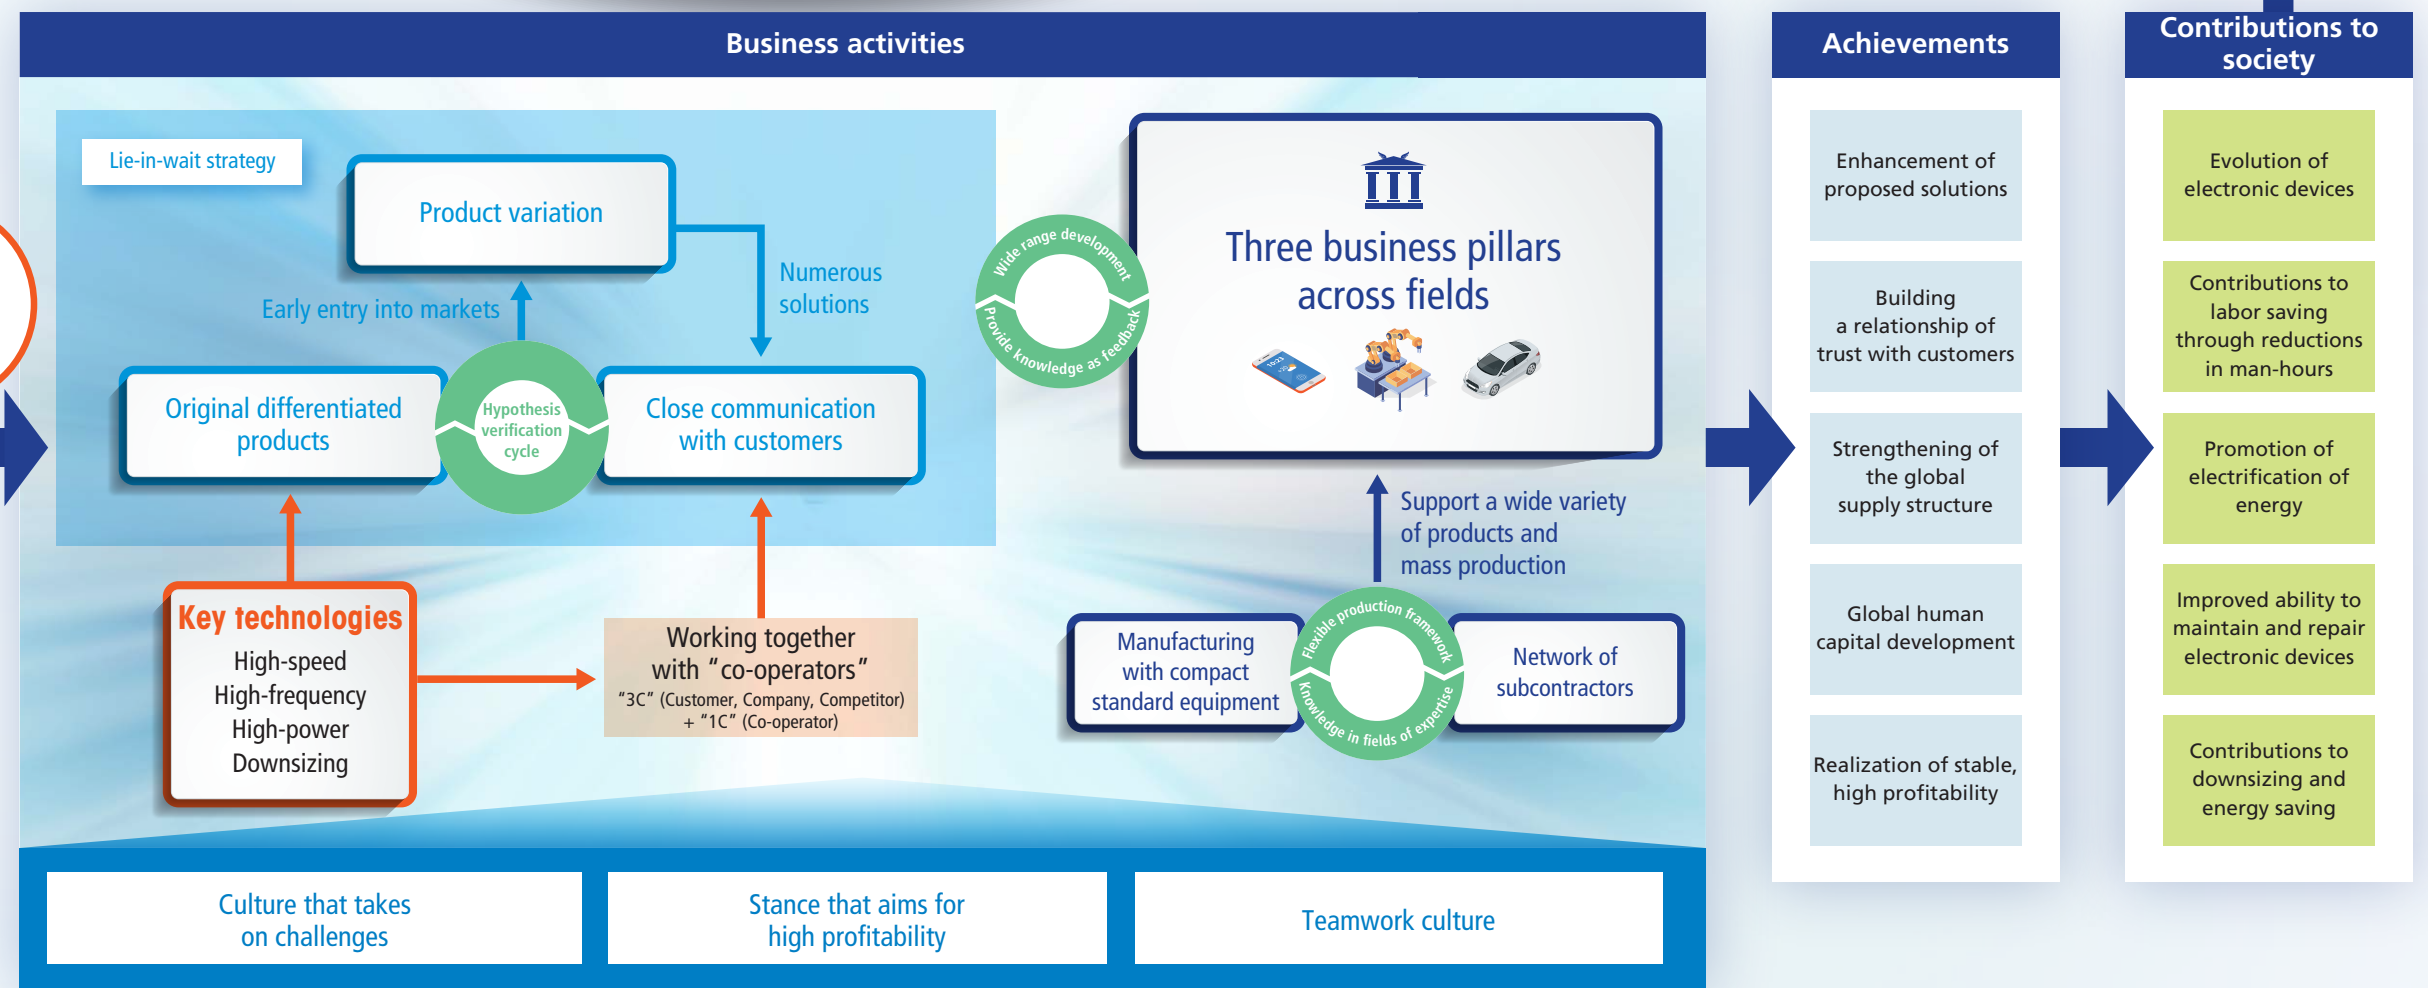 Business activities
Lie-in-wait strategy
Product variation
Early entry into markets
Numerous
solutions
Original differentiated
products
Hypothesis
verification
cycle
Close communication
with customers
Wide range development
Provide knowledge as feedback
Three business pillars
across fields
10:23
+20
Support a wide variety
of products and
mass production
Key technologies
High-speed
High-frequency
High-power
Downsizing
Working together
with “co-operators”
“3C” (Customer, Company, Competitor)
+ “1C” (Co-operator)
Manufacturing
with compact
standard equipment
Flexible production framework
Knowledge in fields of expertise
Network of
subcontractors
Culture that takes
on challenges
Stance that aims for
high profitability
Teamwork culture
Achievements
Enhancement of
proposed solutions
Building
a relationship of
trust with customers
Strengthening of
the global
supply structure
Global human
capital development
Realization of stable,
high profitability
Contributions to
society
Evolution of
electronic devices
Contributions to
labor saving
through reductions
in man-hours
Promotion of
electrification of
energy
Improved ability to
maintain and repair
electronic devices
Contributions to
downsizing and
energy saving